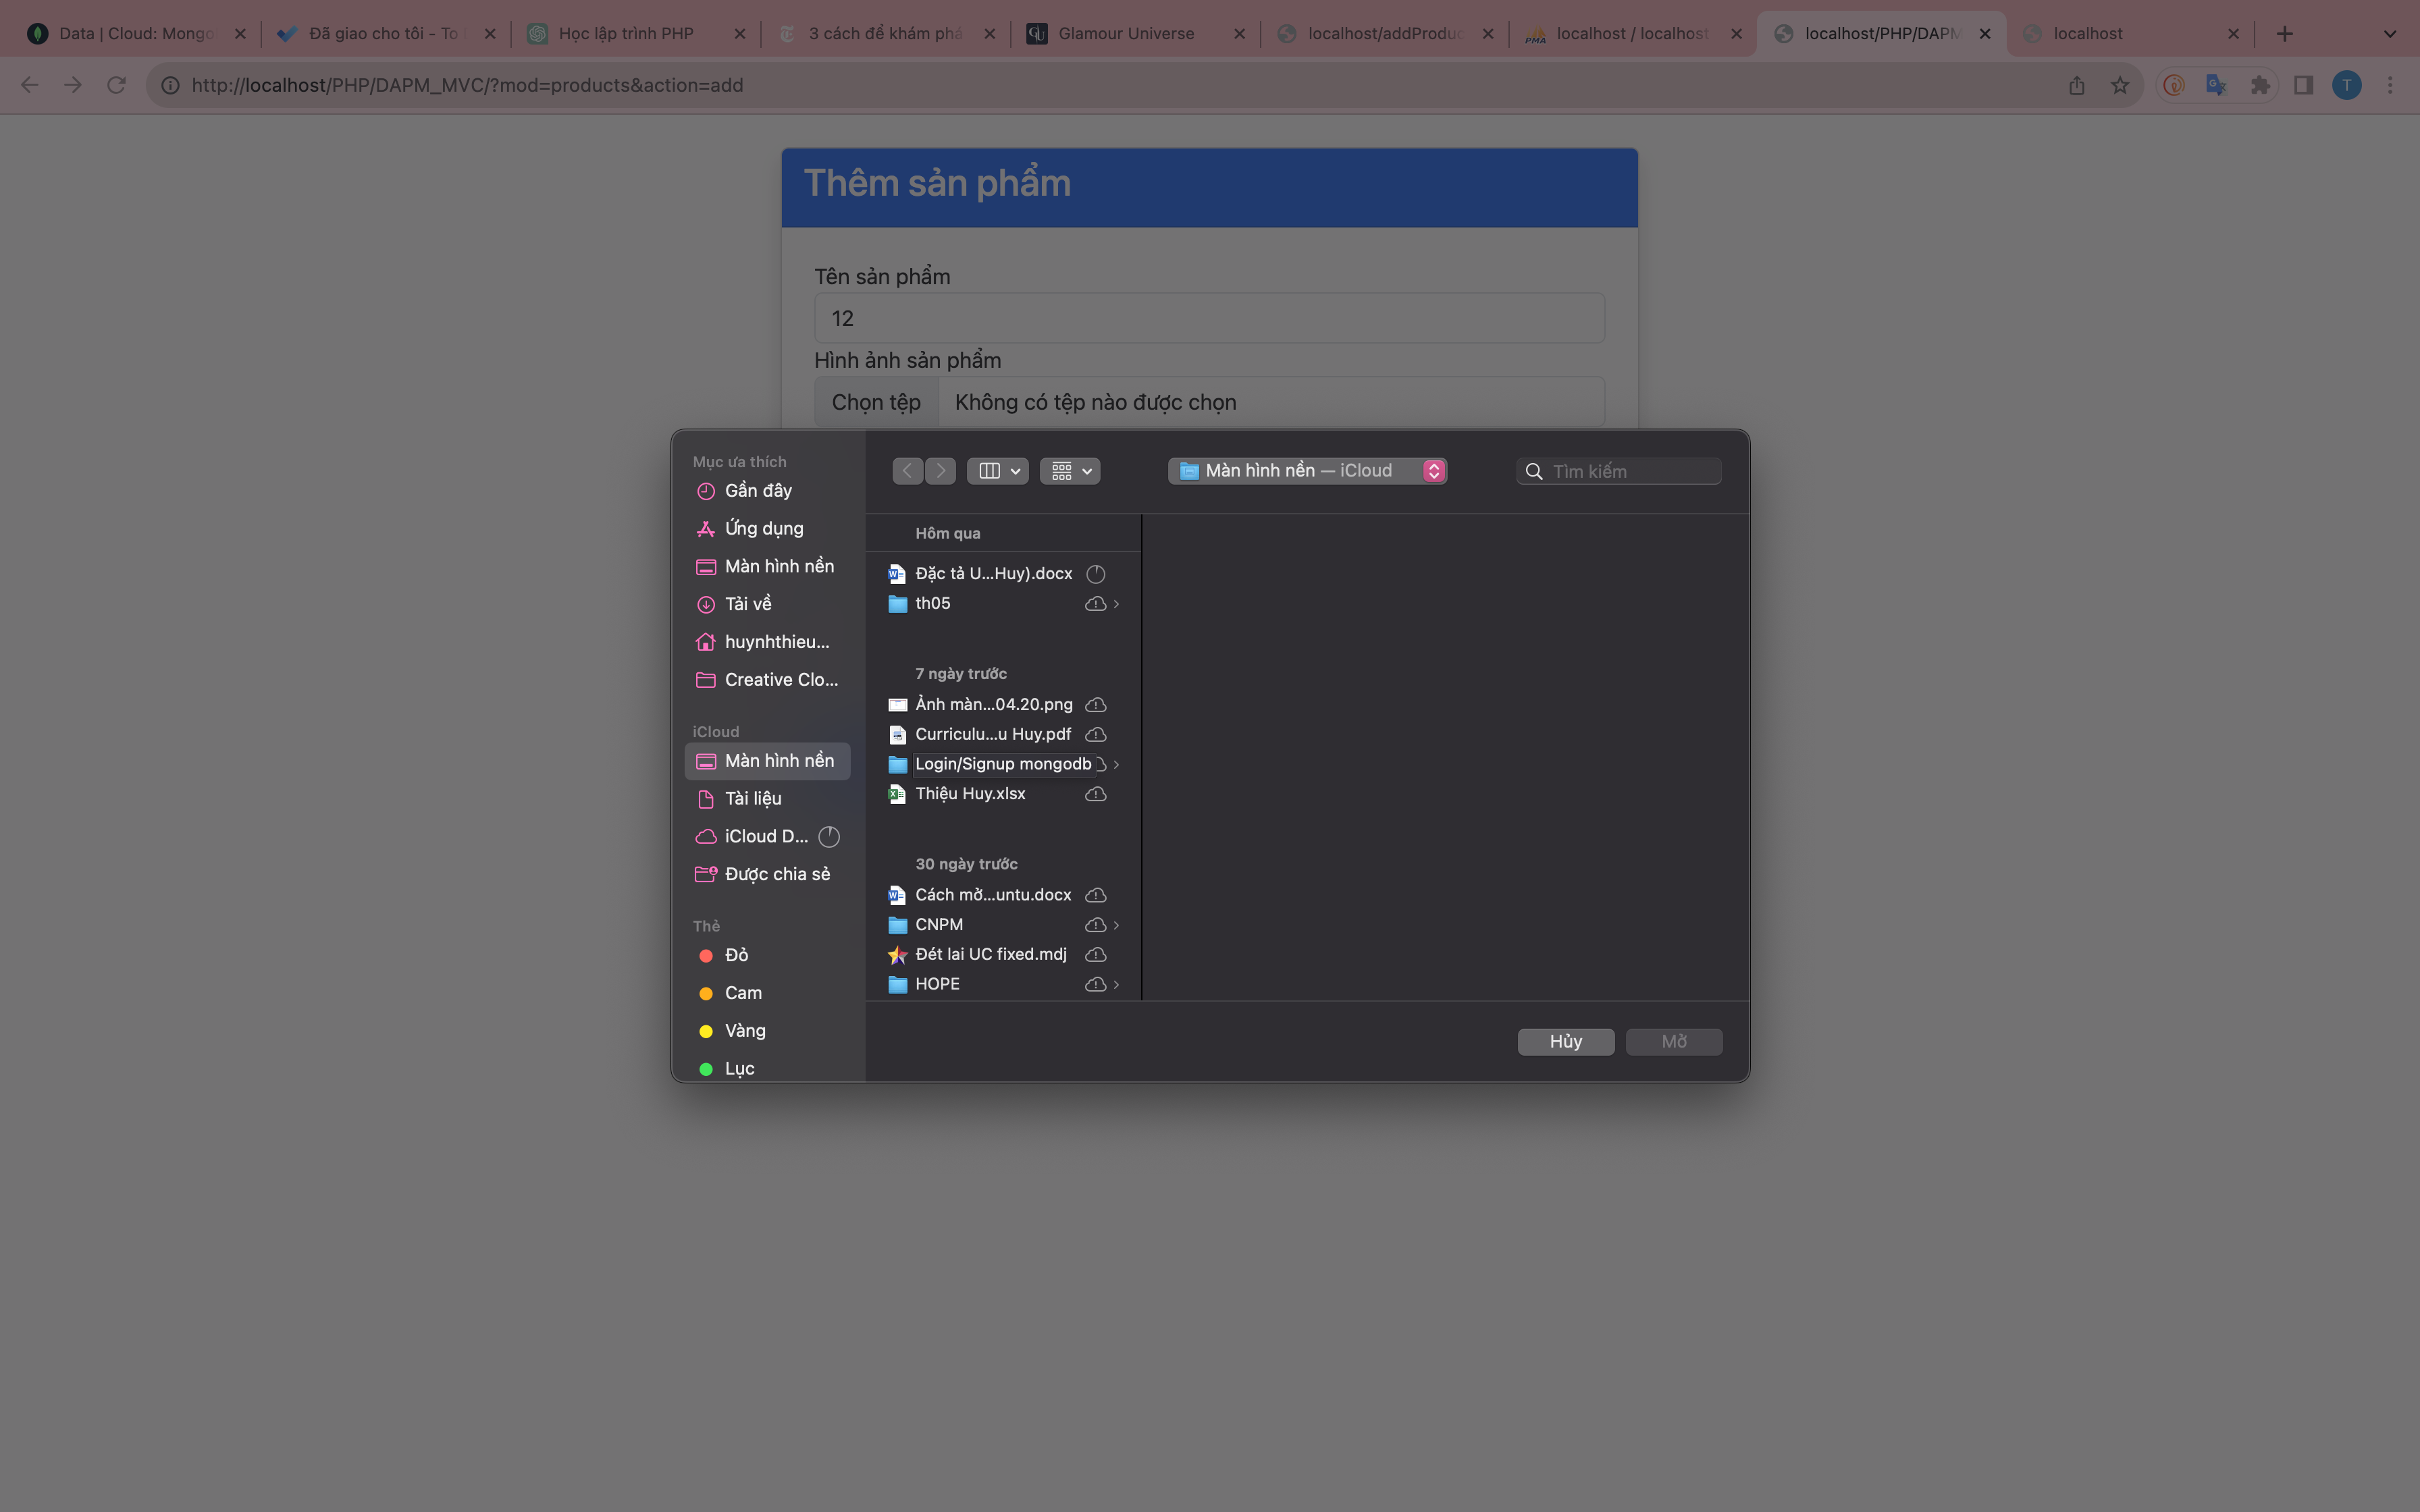 Data | Cloud: Mongo
Đã giao cho tôi - To
Học lập trình PHP
3 cách để khám phá
Glamour Universe
localhost/addProduc
localhost / localhost
localhost/PHP/DAPM
localhost
http://localhost/PHP/DAPM_MVC/?mod=products&action=add
T
Thêm sản phẩm
Tên sản phẩm
12
Hình ảnh sản phẩm
Chọn tệp Không có tệp nào được chọn
Mục ưa thích
Gần đây
Ứng dụng
Màn hình nền
Tải về
huynhthieu...
Creative Clo...
iCloud
Màn hình nền
Tài liệu
iCloud D...
Được chia sẻ
Thẻ
Đỏ
Cam
Vàng
Lục
Màn hình nền — iCloud
Tìm kiếm
Hôm qua
Đặc tả U...Huy).docx
th05
7 ngày trước
Ảnh màn...04.20.png
Curriculu...u Huy.pdf
Login/Signup mongodb
Thiệu Huy.xlsx
30 ngày trước
Cách mở...untu.docx
CNPM
Đét lai UC fixed.mdj
HOPE
Hủy
Mở